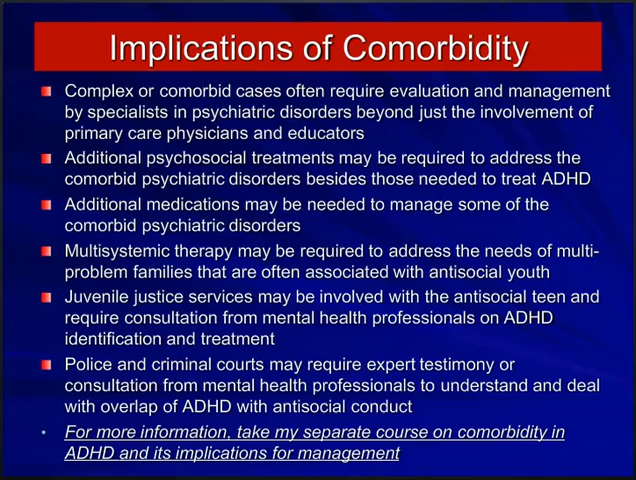 Implications of Comorbidity
Complex or comorbid cases often require evaluation and management
by specialists in psychiatric disorders beyond just the involvement of
primary care physicians and educators
Additional psychosocial treatments may be required to address the
comorbid psychiatric disorders besides those needed to treat ADHD
Additional medications may be needed to manage some of the
comorbid psychiatric disorders
Multisystemic therapy may be required to address the needs of multi-
problem families that are often associated with antisocial youth
Juvenile justice services may be involved with the antisocial teen and
require consultation from mental health professionals on ADHD
identification and treatment
Police and criminal courts may require expert testimony or
consultation from mental health professionals to understand and deal
with overlap of ADHD with antisocial conduct
For more information, take my separate course on comorbidity in
ADHD and its implications for management